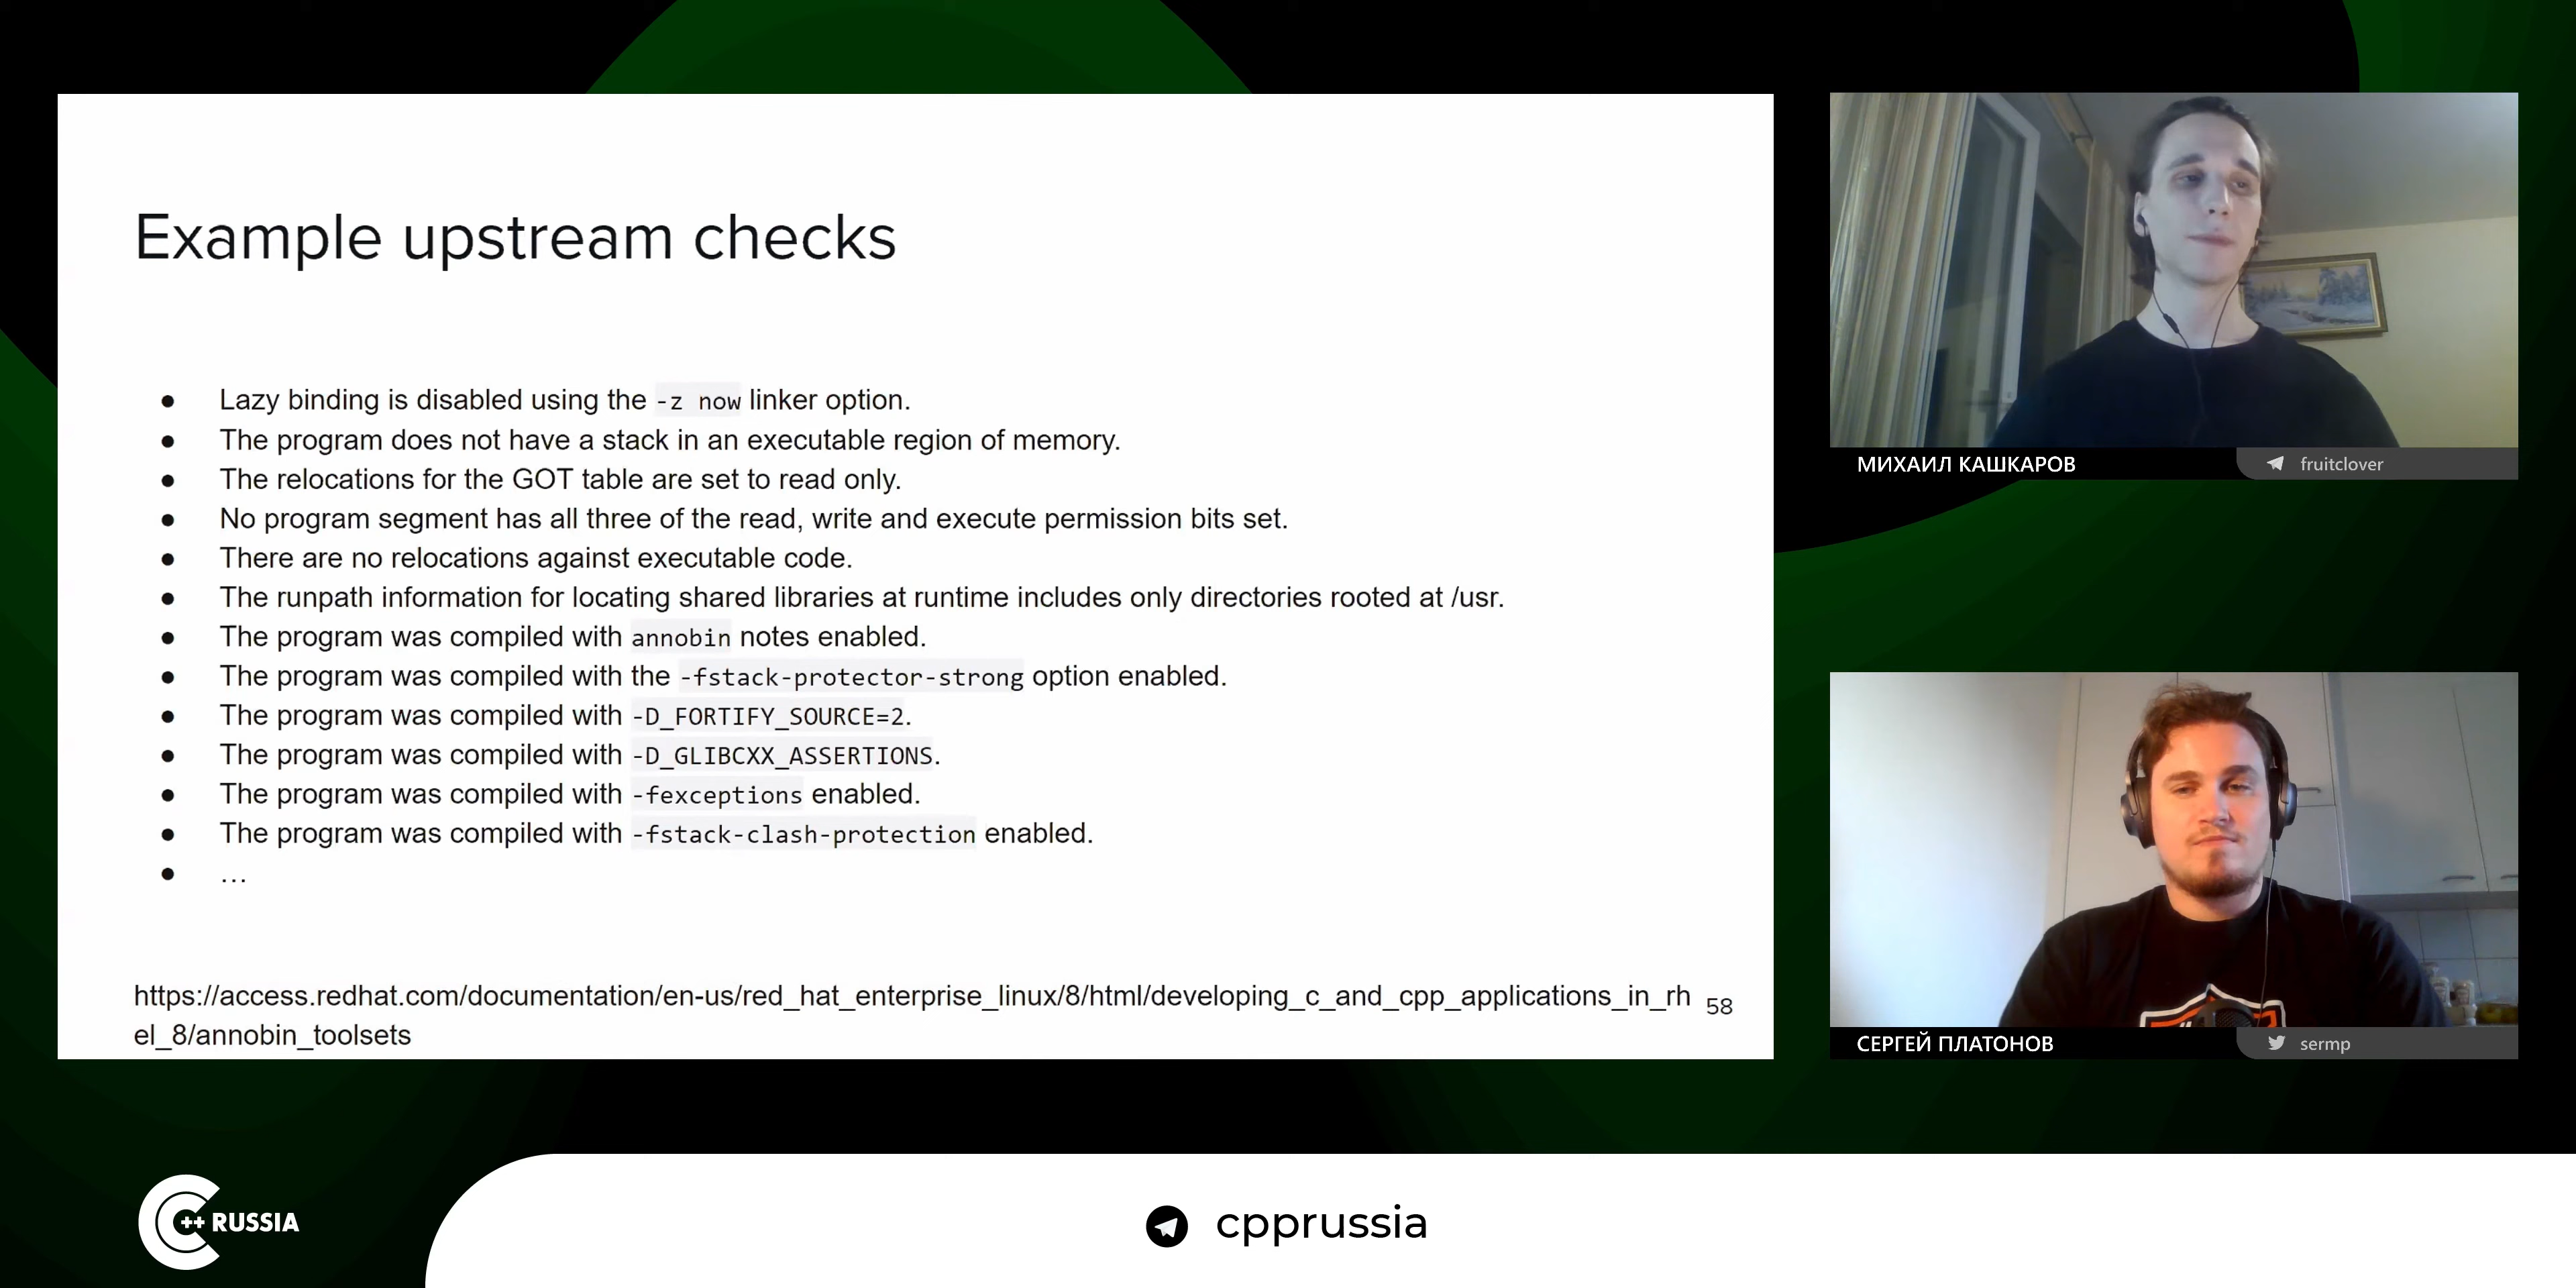 Example upstream checks
● Lazy binding is disabled using the -z now linker option.
● The program does not have a stack in an executable region of memory.
● The relocations for the GOT table are set to read only.
● No program segment has all three of the read, write and execute permission bits set.
● There are no relocations against executable code.
● The runpath information for locating shared libraries at runtime includes only directories rooted at /usr.
● The program was compiled with annobin notes enabled.
● The program was compiled with the -fstack-protector-strong option enabled.
● The program was compiled with -D_FORTIFY_SOURCE=2.
● The program was compiled with -D_GLIBCXX_ASSERTIONS.
● The program was compiled with -fexceptions enabled.
● The program was compiled with -fstack-clash-protection enabled.
● …
https://access.redhat.com/documentation/en-us/red_hat_enterprise_linux/8/html/developing_c_and_cpp_applications_in_rh
el_8/annobin_toolsets
58
МИХАИЛ КАШКАРОВ
fruitclover
СЕРГЕЙ ПЛАТОНОВ
sermp
C++ RUSSIA
cpprussia